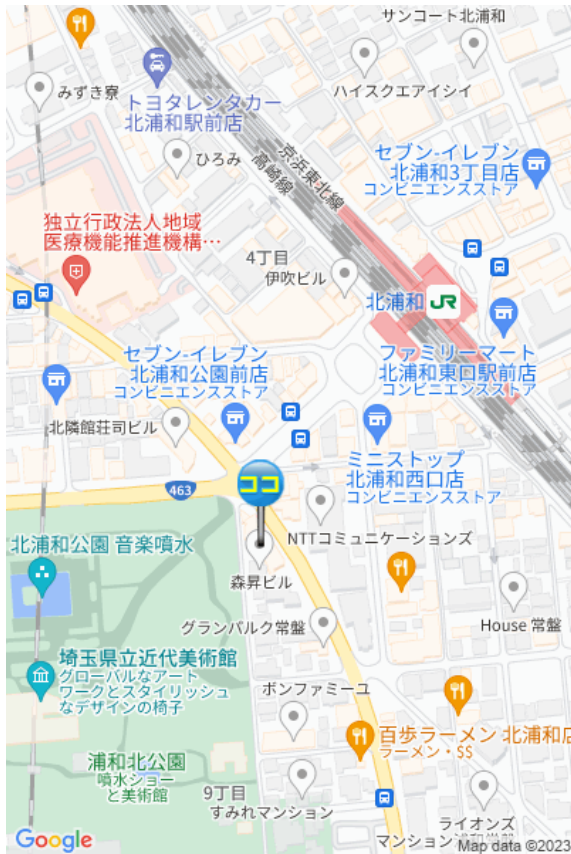 サンコート北浦和
みずき寮
トヨタレンタカー
北浦和駅前店
ハイスクエアイシイ
ひろみ
京浜東北線
高崎線
セブン-イレブン
北浦和3丁目店
コンビニエンスストア
独立行政法人地域
医療機能推進機構…
4丁目
伊吹ビル
北浦和
JR
セブン-イレブン
北浦和公園前店
コンビニエンスストア
ファミリーマート
北浦和東口駅前店
コンビニエンスストア
北隣館荘司ビル
ミニストップ
北浦和西口店
コンビニエンスストア
463
ココ
北浦和公園 音楽噴水
NTTコミュニケーションズ
森昇ビル
グランパルク常盤
House 常盤
埼玉県立近代美術館
グローバルなアート
ワークとスタイリッシュ
なデザインの椅子
ボンファミーユ
百歩ラーメン 北浦和店
ラーメン・SS
浦和北公園
噴水ショー
と美術館
9丁目
すみれマンション
ライオンズ
マンション浦和常盤
Google
Map data ©2023